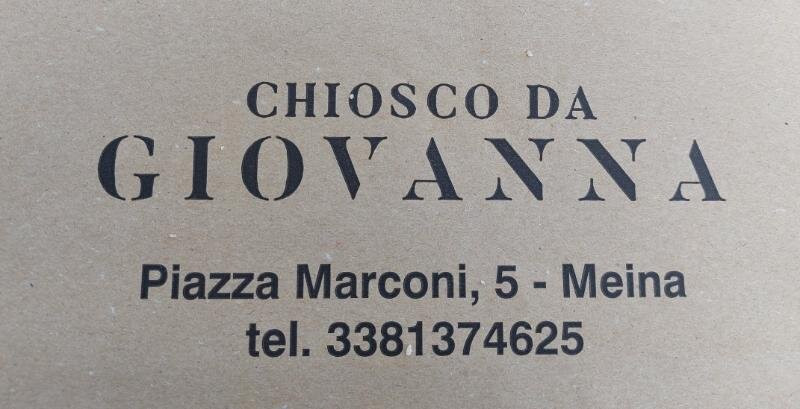 CHIOSCO DA
GIOVANNA
Piazza Marconi, 5 - Meina
tel. 3381374625